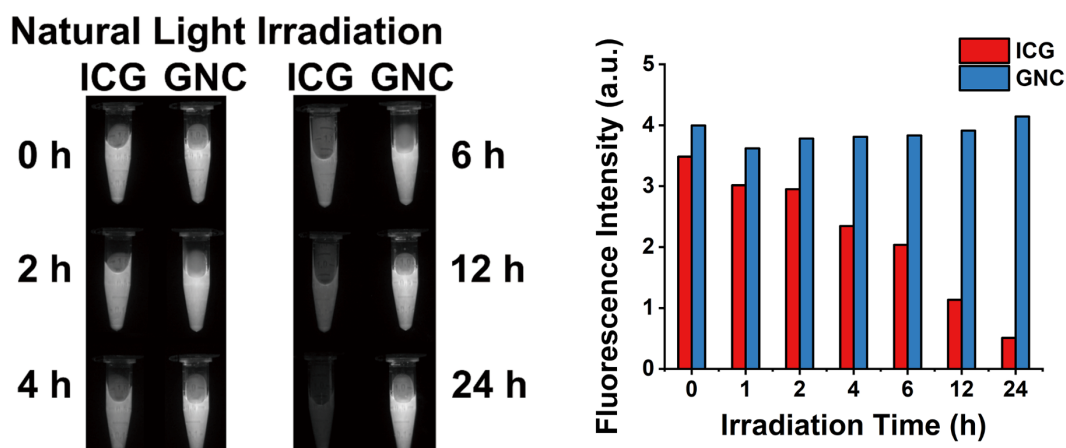 Natural Light Irradiation
ICG GNC ICG GNC
0 h 6 h
2 h 12 h
4 h 24 h
ICG
GNC
Fluorescence Intensity (a.u.)
5
4
3
2
1
0
0 1 2 4 6 12 24
Irradiation Time (h)